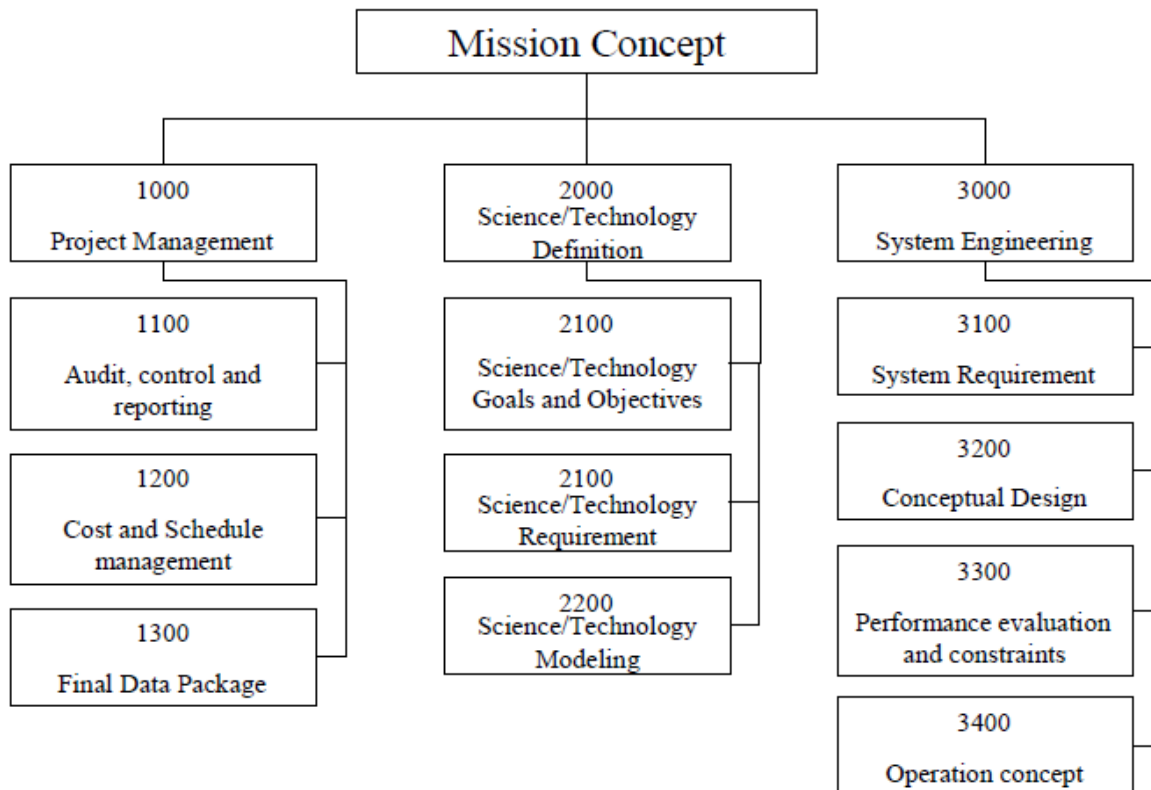 Mission Concept
1000
Project Management
1100
Audit, control and
reporting
1200
Cost and Schedule
management
1300
Final Data Package
2000
Science/Technology
Definition
2100
Science/Technology
Goals and Objectives
2100
Science/Technology
Requirement
2200
Science/Technology
Modeling
3000
System Engineering
3100
System Requirement
3200
Conceptual Design
3300
Performance evaluation
and constraints
3400
Operation concept